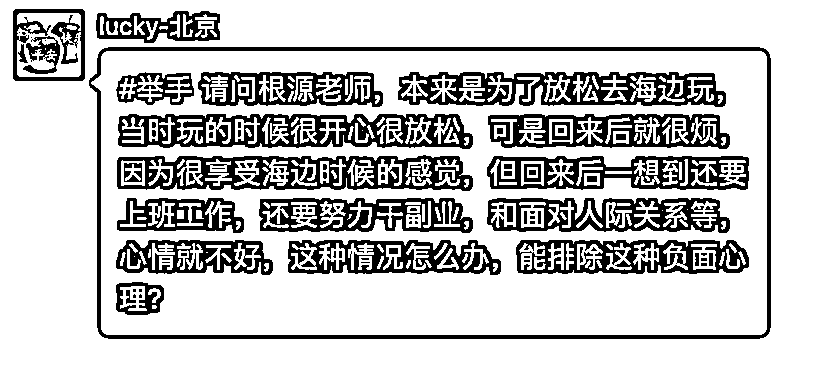 lucky-北京
#举手 请问根源老师，本来是为了放松去海边玩，
当时玩的时候很开心很放松，可是回来后就很烦，
因为很享受海边时候的感觉，但回来后一想到还要
上班工作，还要努力干副业，和面对人际关系等，
心情就不好，这种情况怎么办，能排除这种负面心
理？